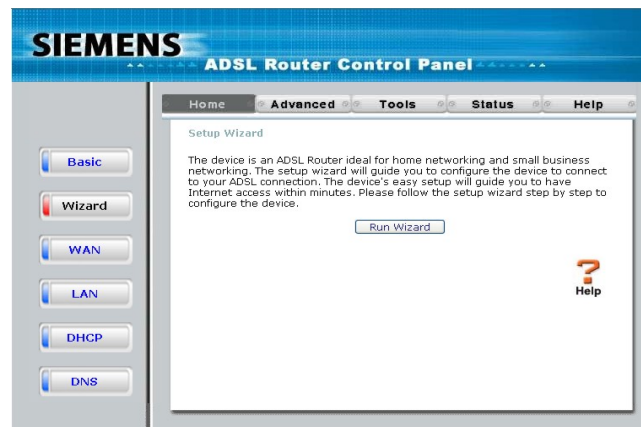 SIEMENS
ADSL Router Control Panel
Home Advanced Tools Status Help
Basic
Wizard
WAN
LAN
DHCP
DNS
Setup Wizard
The device is an ADSL Router ideal for home networking and small business
networking. The setup wizard will guide you to configure the device to connect
to your ADSL connection. The device's easy setup will guide you to have
Internet access within minutes. Please follow the setup wizard step by step to
configure the device.
Run Wizard
Help